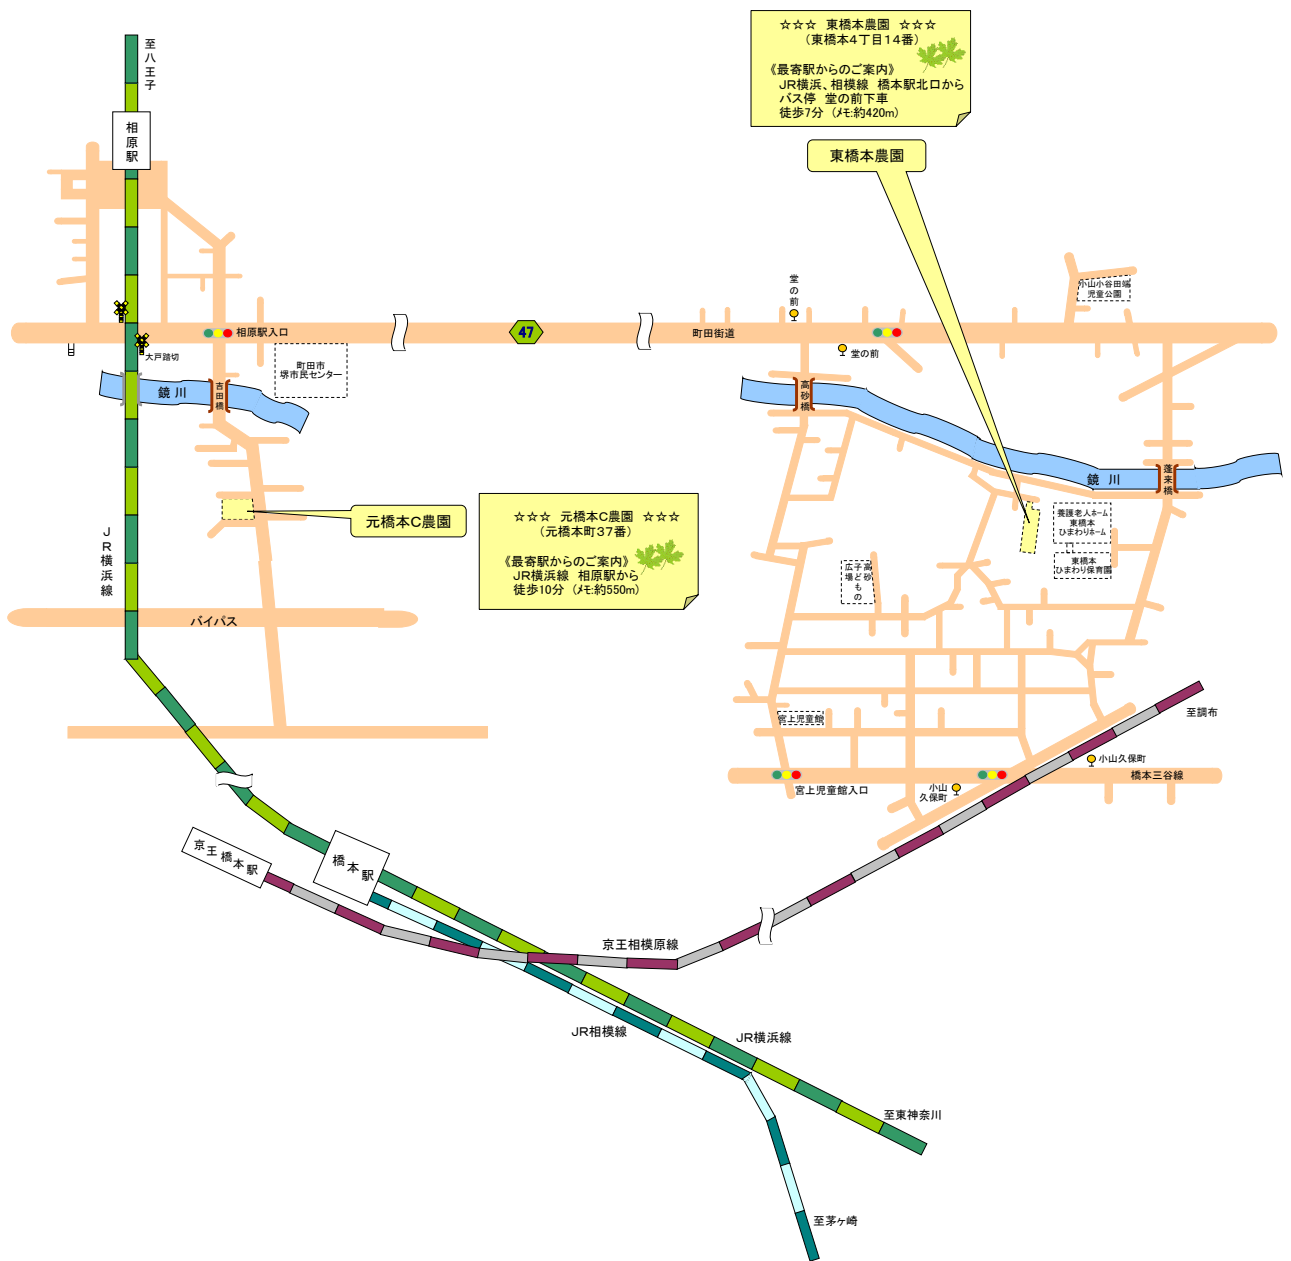 ☆☆☆　東橋本農園　☆☆☆
（東橋本4丁目14番）
《最寄駅からのご案内》
JR横浜、相模線　橋本駅北口から
バス停　堂の前下車
徒歩7分（メモ:約420m）
東橋本農園
至八王子
相原駅
堂の前
小山小谷田端
児童公園
相原駅入口
47
町田街道
堂の前
大戸踏切
町田市
堺市民センター
鏡川
吉田橋
高砂橋
鏡川
蓬来橋
元橋本C農園
☆☆☆　元橋本C農園　☆☆☆
（元橋本町37番）
《最寄駅からのご案内》
JR横浜線　相原駅から
徒歩10分（メモ:約550m）
養護老人ホーム
東橋本
ひまわりホーム
東橋本
ひまわり保育園
高砂
子どもの
広場
JR横浜線
バイパス
宮上児童館
至調布
小山久保町
橋本三谷線
宮上児童館入口
小山
久保町
京王橋本駅
橋本駅
京王相模原線
JR相模線
JR横浜線
至東神奈川
至茅ヶ崎